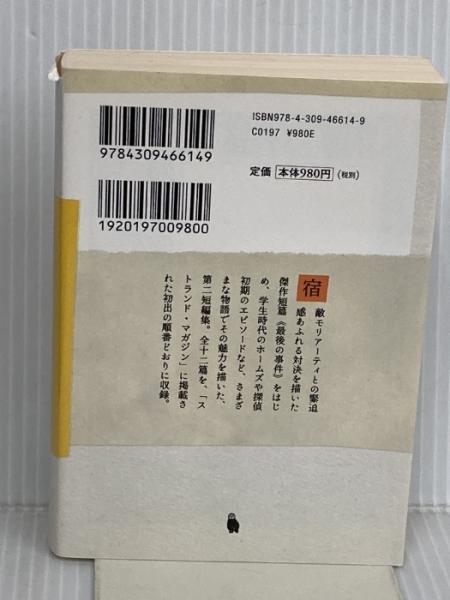 ISBN978-4-309-46614-9
C0197 ¥980E
9784309466149
定価 本体980円 (税別)
1920197009800
宿敵モリアーティとの緊迫
感あふれる対決を描いた
傑作短篇《最後の事件》をはじ
め、学生時代のホームズや探偵
初期のエピソードなど、さまざ
まな物語でその魅力を描いた、
第二短編集。全十二篇を、「ス
トランド・マガジン」に掲載さ
れた初出の順番どおりに収録。